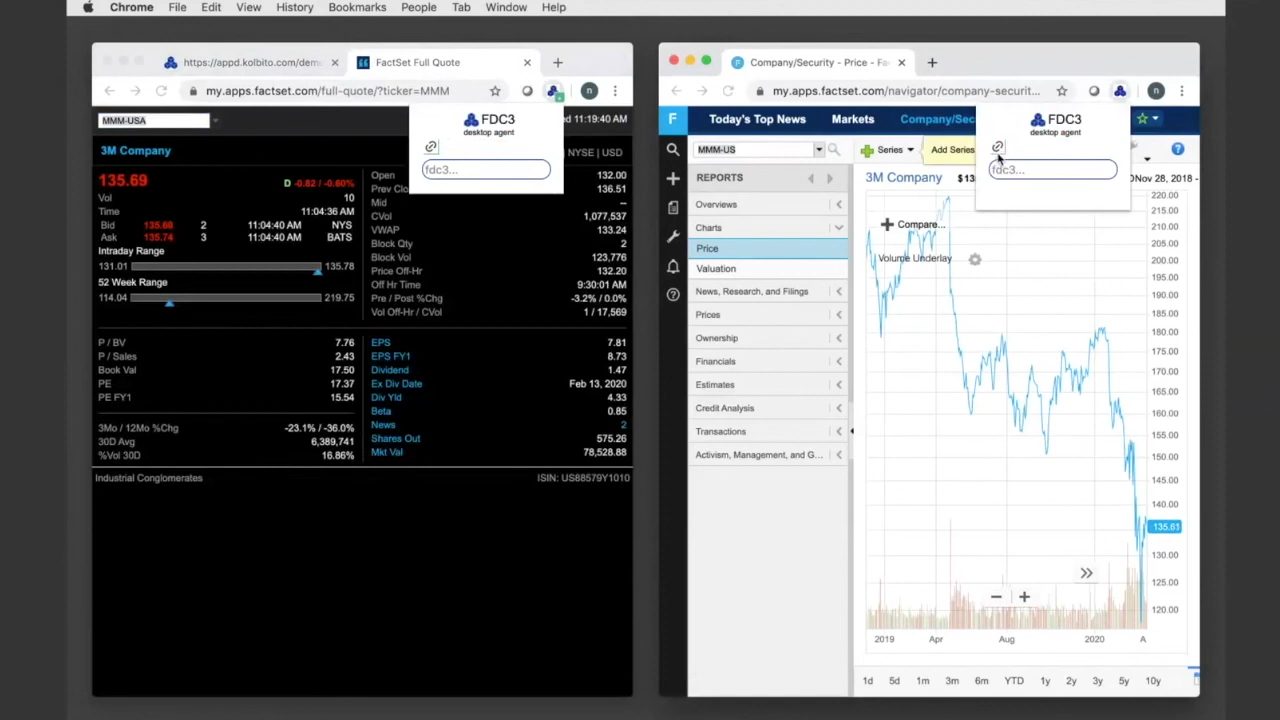 Chrome File Edit View History Bookmarks People Tab Window Help
https://appd.kolbito.com/dem
FactSet Full Quote
my.apps.factset.com/full-quote/?ticker=MMM
n
FDC3
desktop agent
fdc3...
MMM-USA
11:19:40 AM
3M Company
NYSE | USD
135.69
D -0.82 / -0.60%
Vol 10
Time 11:04:36 AM
Bid 135.68 2 11:04:40 AM NYS
Ask 135.74 3 11:04:40 AM BATS
Intraday Range
131.01 135.78
52 Week Range
114.04 219.75
Open 132.00
Prev Clo 136.51
Mid --
CVol 1,077,537
VWAP 133.24
Block Qty 2
Block Vol 123,776
Price Off-Hr 132.20
Off Hr Time 9:30:01 AM
Pre / Post %Chg -3.2% / 0.0%
Vol Off-Hr / CVol 1 / 17,569
P / BV 7.76
P / Sales 2.43
Book Val 17.50
PE 17.37
PE FY1 15.54
3Mo / 12Mo %Chg -23.1% / -36.0%
30D Avg 6,389,741
%Vol 30D 16.86%
EPS 7.81
EPS FY1 8.73
Dividend 1.47
Ex Div Date Feb 13, 2020
Div Yld 4.33
Beta 0.85
News 2
Shares Out 575.26
Mkt Val 78,528.88
Industrial Conglomerates
ISIN: US88579Y1010
Company/Security - Price - Fa
my.apps.factset.com/navigator/company-securit...
n
F
Today's Top News Markets Company/Sec
FDC3
desktop agent
fdc3...
MMM-US
Series
Add Series
REPORTS
Overviews
Charts
Price
Valuation
News, Research, and Filings
Prices
Ownership
Financials
Estimates
Credit Analysis
Transactions
Activism, Management, and G...
3M Company
Nov 28, 2018 -
Compare...
Volume Underlay
220.00
215.00
210.00
205.00
200.00
195.00
190.00
185.00
180.00
175.00
170.00
165.00
160.00
155.00
150.00
145.00
140.00
135.61
130.00
125.00
120.00
2019 Apr Aug 2020 A
1d 5d 1m 3m 6m YTD 1y 2y 3y 5y 10y